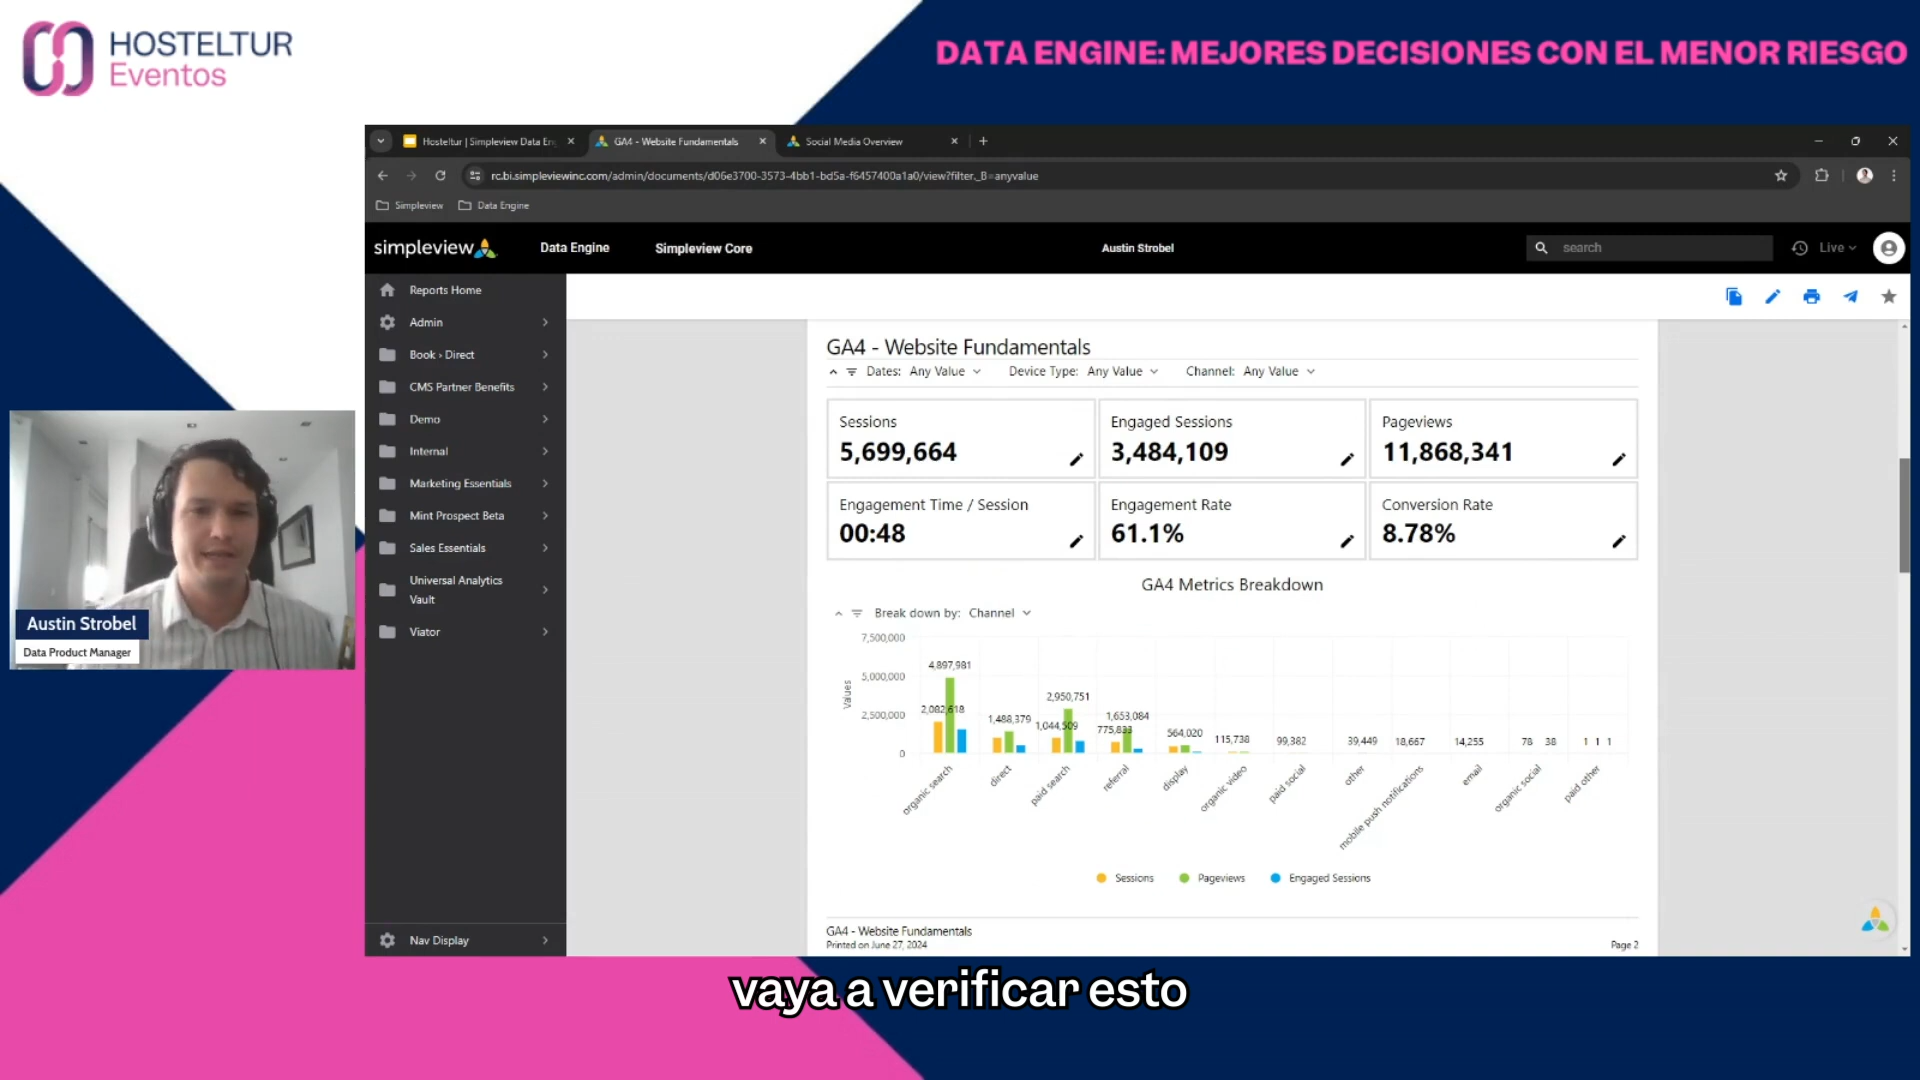 HOSTELTUR
Eventos
DATA ENGINE: MEJORES DECISIONES CON EL MENOR RIESGO
Hosteltur | Simpleview Data En
GA4 - Website Fundamentals
Social Media Overview
rc.bi.simpleviewinc.com/admin/documents/d06e3700-3573-4bb1-bd5a-f6457400a1a0/view?filter._B=anyvalue
Simpleview
Data Engine
simpleview
Data Engine
Simpleview Core
Austin Strobel
search
Live
Reports Home
Admin
Book › Direct
CMS Partner Benefits
Demo
Internal
Marketing Essentials
Mint Prospect Beta
Sales Essentials
Universal Analytics
Vault
Viator
Nav Display
GA4 - Website Fundamentals
Dates: Any Value
Device Type: Any Value
Channel: Any Value
Sessions
5,699,664
Engaged Sessions
3,484,109
Pageviews
11,868,341
Engagement Time / Session
00:48
Engagement Rate
61.1%
Conversion Rate
8.78%
GA4 Metrics Breakdown
Break down by: Channel
Values
7,500,000
5,000,000
2,500,000
0
4,897,981
2,082,618
1,488,379
2,950,751
1,044,509
1,653,084
775,833
564,020
115,738
99,382
39,449
18,667
14,255
78
38
1
1
1
organic search
direct
paid search
referral
display
organic video
paid social
other
mobile push notifications
email
organic social
paid other
Sessions
Pageviews
Engaged Sessions
GA4 - Website Fundamentals
Printed on June 27, 2024
Page 2
Austin Strobel
Data Product Manager
vaya a verificar esto